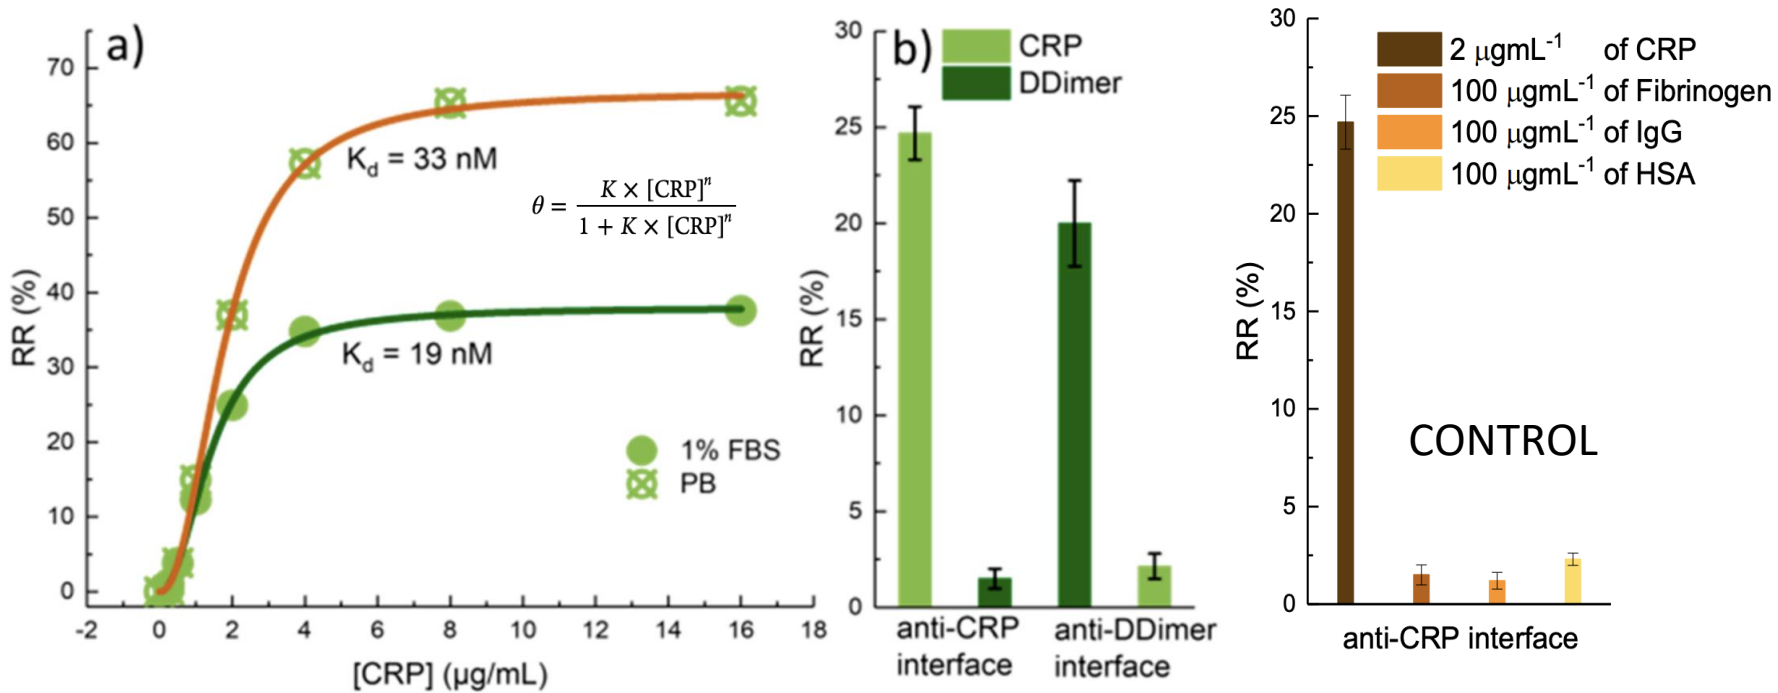 a)
70
60
50
40
30
20
10
0
RR (%)
-2 0 2 4 6 8 10 12 14 16 18
[CRP] (µg/mL)
K_d = 33 nM
θ = K × [CRP]^n / 1 + K × [CRP]^n
K_d = 19 nM
1% FBS
PB
b)
CRP
DDimer
30
25
20
15
10
5
0
RR (%)
anti-CRP
interface
anti-DDimer
interface
30
25
20
15
10
5
0
RR (%)
2 µgmL^-1 of CRP
100 µgmL^-1 of Fibrinogen
100 µgmL^-1 of IgG
100 µgmL^-1 of HSA
CONTROL
anti-CRP interface